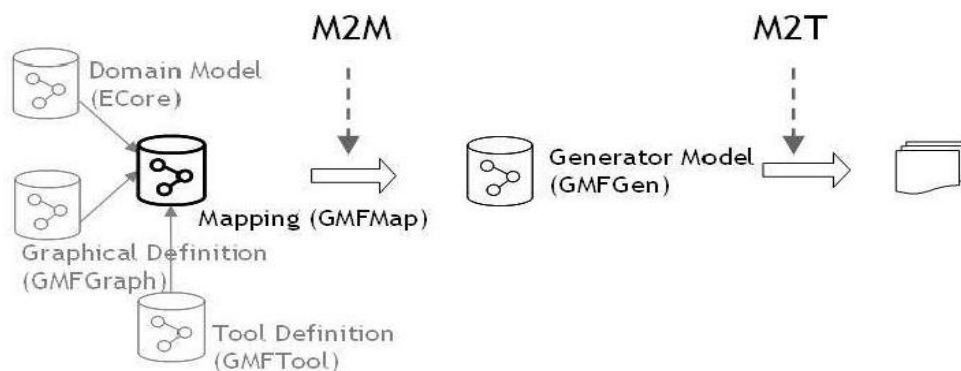 M2M
M2T
Domain Model
(ECore)
Generator Model
(GMFGen)
Mapping (GMFMap)
Graphical Definition
(GMFGraph)
Tool Definition
(GMFTool)